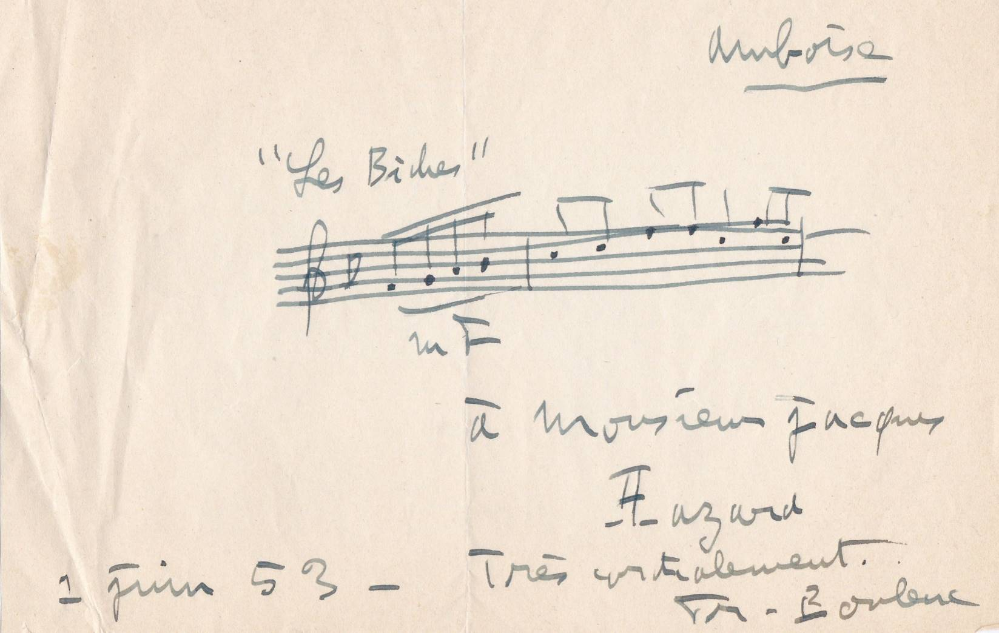 Amboise
"Les Biches"
mF
à Monsieur Jacques
Hazard
Très cordialement.
1 juin 53 -
Fr. Poulenc